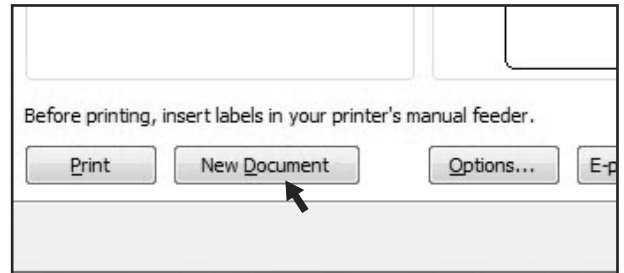 Before printing, insert labels in your printer's manual feeder.
Print New Document Options... E-p